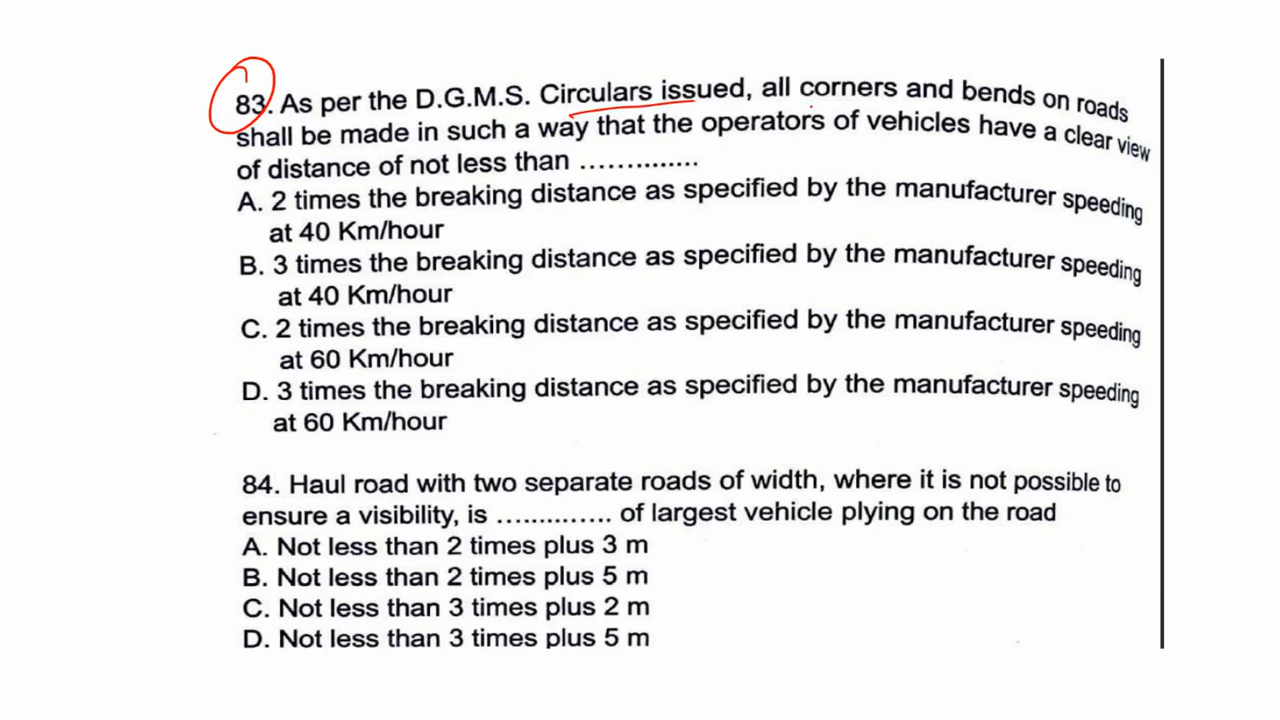 83. As per the D.G.M.S. Circulars issued, all corners and bends on roads
shall be made in such a way that the operators of vehicles have a clear view
of distance of not less than ..............
A. 2 times the breaking distance as specified by the manufacturer speeding
at 40 Km/hour
B. 3 times the breaking distance as specified by the manufacturer speeding
at 40 Km/hour
C. 2 times the breaking distance as specified by the manufacturer speeding
at 60 Km/hour
D. 3 times the breaking distance as specified by the manufacturer speeding
at 60 Km/hour
84. Haul road with two separate roads of width, where it is not possible to
ensure a visibility, is .............. of largest vehicle plying on the road
A. Not less than 2 times plus 3 m
B. Not less than 2 times plus 5 m
C. Not less than 3 times plus 2 m
D. Not less than 3 times plus 5 m